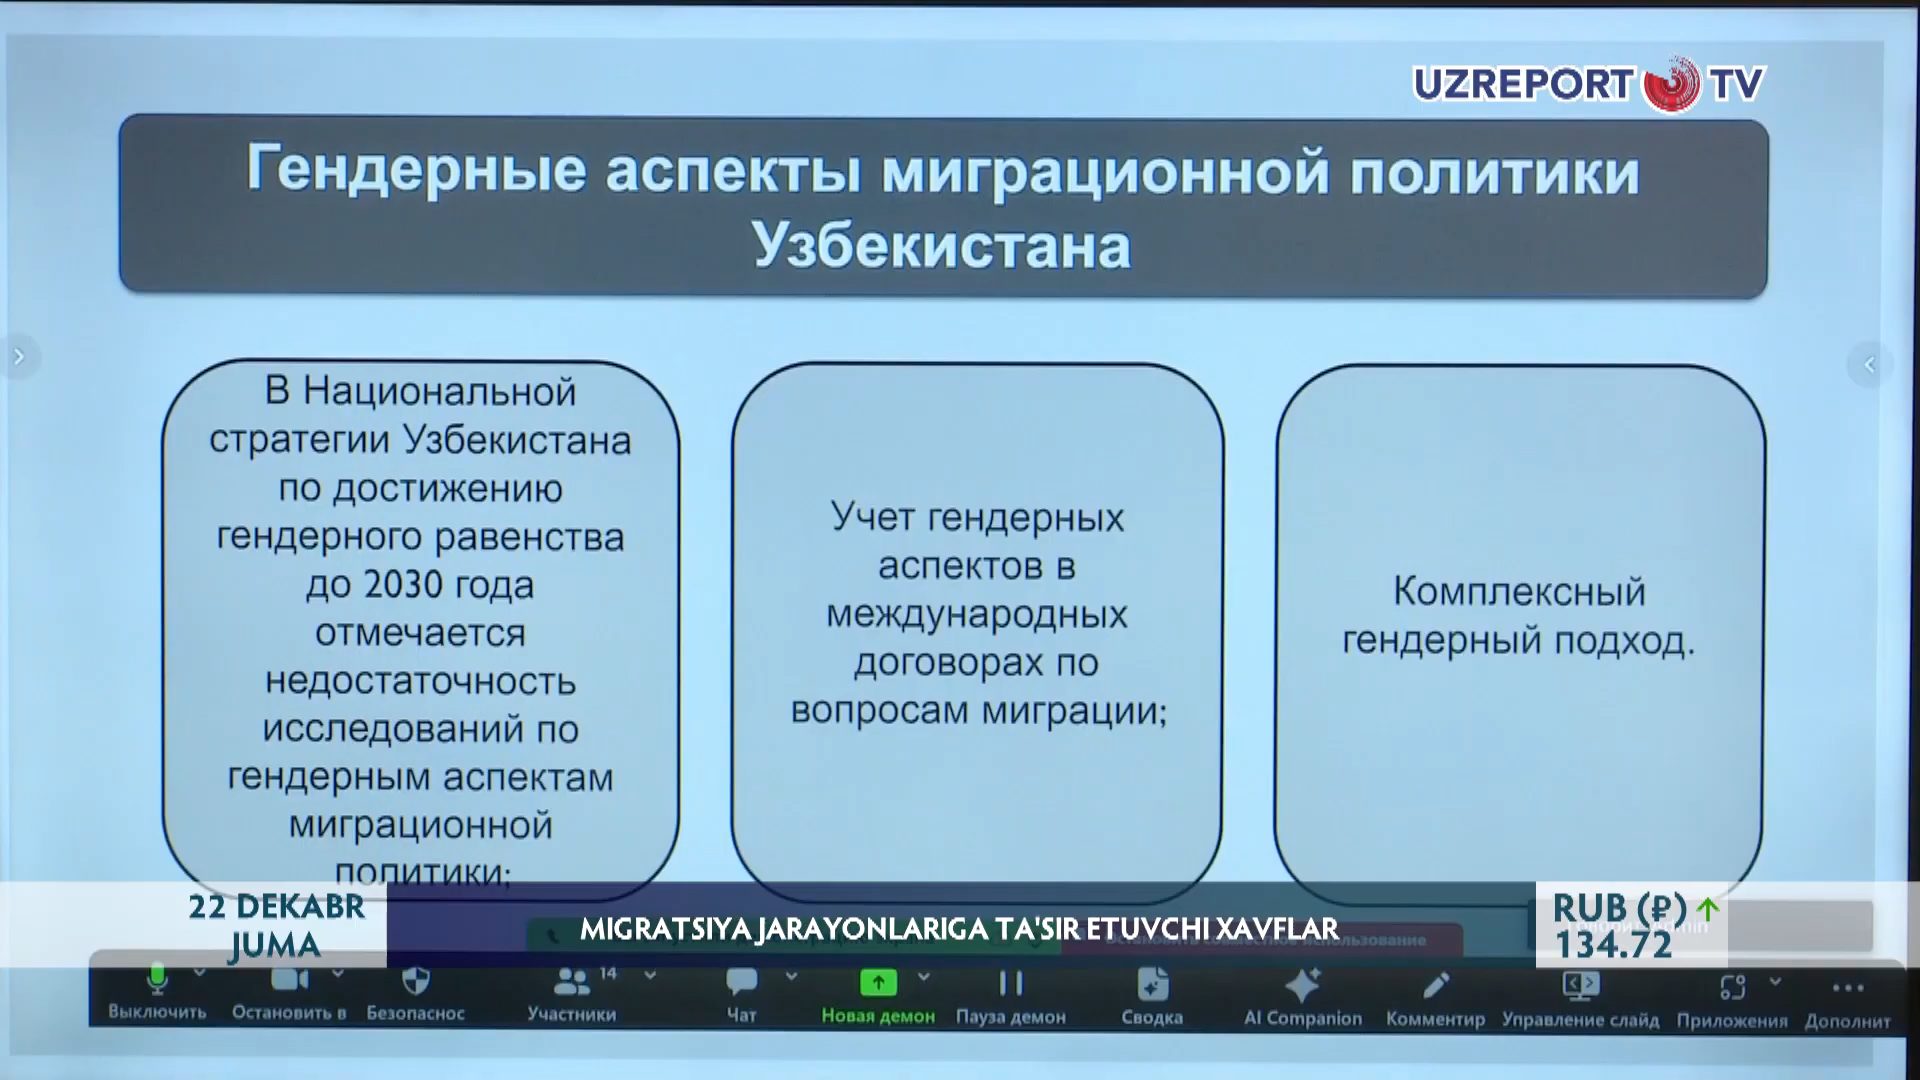 UZREPORT TV
Гендерные аспекты миграционной политики
Узбекистана
В Национальной
стратегии Узбекистана
по достижению
гендерного равенства
до 2030 года
отмечается
недостаточность
исследований по
гендерным аспектам
миграционной
политики;
Учет гендерных
аспектов в
международных
договорах по
вопросам миграции;
Комплексный
гендерный подход.
22 DEKABR
JUMA
MIGRATSIYA JARAYONLARIGA TA'SIR ETUVCHI XAVFLAR
RUB (₽)
134.72
использование
Выключить
Остановить в
Безопаснос
Участники
14
Чат
Новая демон
Пауза демон
Сводка
AI Companion
Комментир
Управление слайд
Приложения
Дополнит